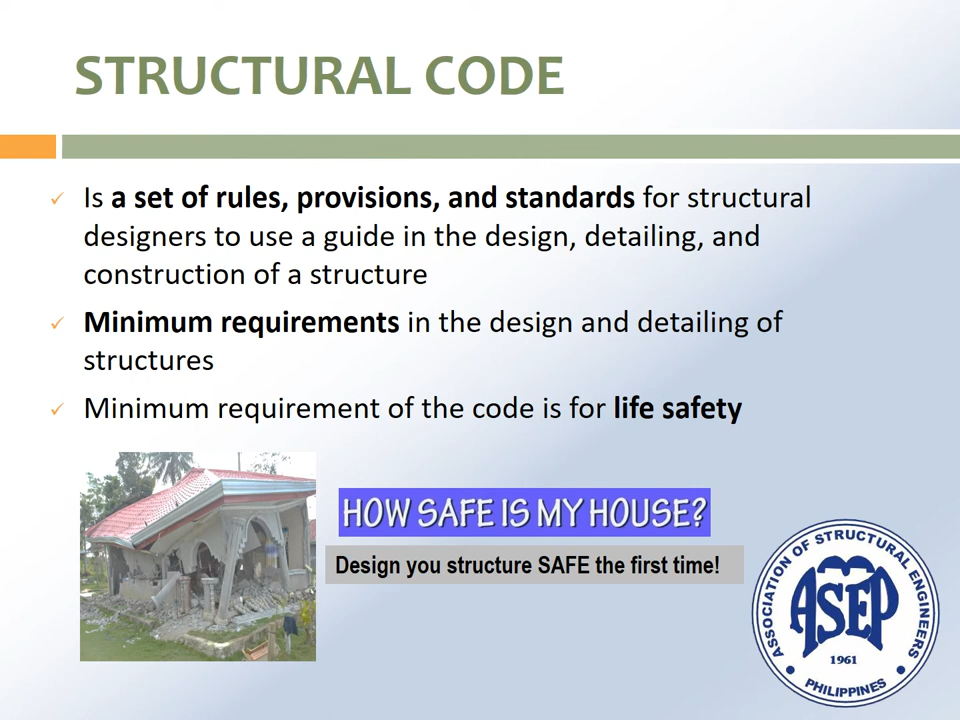 STRUCTURAL CODE
Is a set of rules, provisions, and standards for structural
designers to use a guide in the design, detailing, and
construction of a structure
Minimum requirements in the design and detailing of
structures
Minimum requirement of the code is for life safety
HOW SAFE IS MY HOUSE?
Design you structure SAFE the first time!
ASSOCIATION OF STRUCTURAL ENGINEERS
ASEP
1961
PHILIPPINES